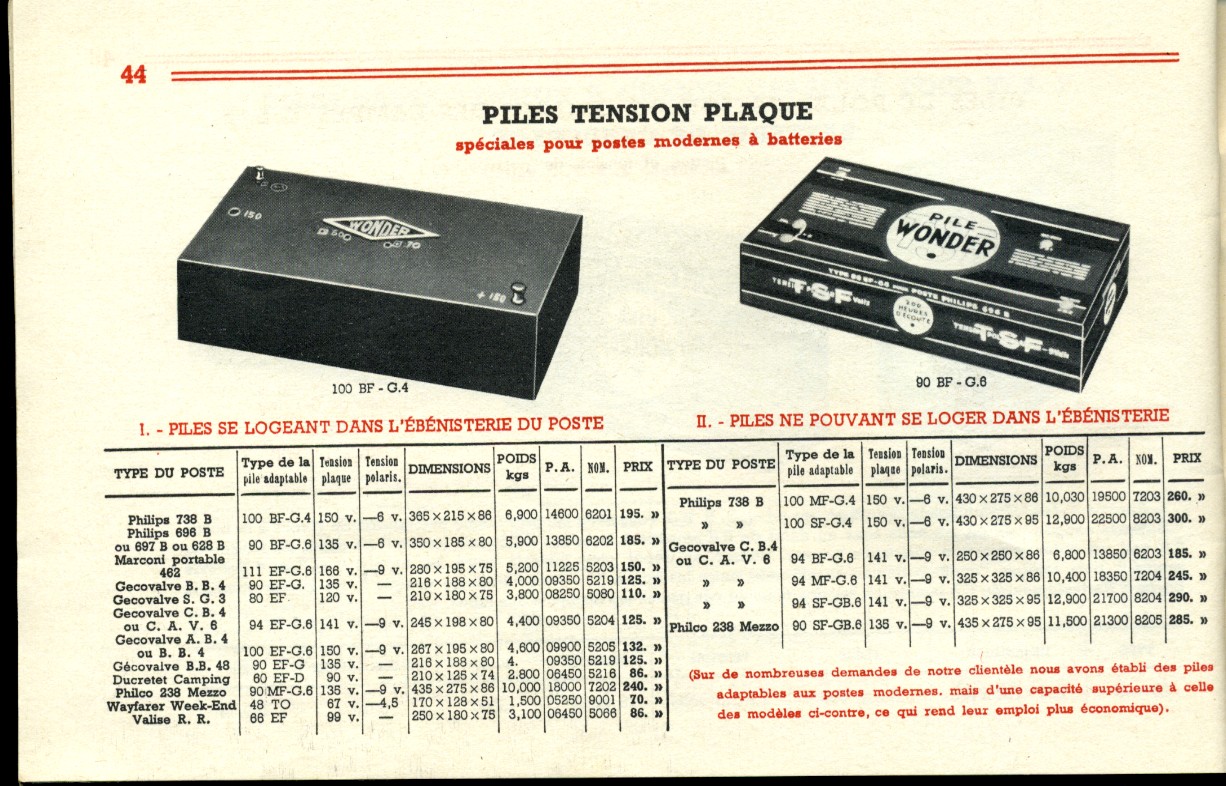 44
PILES TENSION PLAQUE
spéciales pour postes modernes à batteries
150
WONDER
+ 150
100 BF - G.4
PILE
WONDER
TYPE 90 BF-G6 POUR POSTE PHILIPS 696 B
T.S.F
200
HEURES
D'ÉCOUTE
T.S.F
90 BF - G.6
I. - PILES SE LOGEANT DANS L'ÉBÉNISTERIE DU POSTE
TYPE DU POSTE | Type de la pile adaptable | Tension plaque | Tension polaris. | DIMENSIONS | POIDS kgs | P.A. | NOM. | PRIX
Philips 738 B | 100 BF-G.4 | 150 v. | —6 v. | 365×215×86 | 6,900 | 14600 | 6201 | 195. »
Philips 696 B
ou 697 B ou 628 B | 90 BF-G.6 | 135 v. | —6 v. | 350×185×80 | 5,900 | 13850 | 6202 | 185. »
Marconi portable
462 | 111 EF-G.6 | 166 v. | —9 v. | 280×195×75 | 5,200 | 11225 | 5203 | 150. »
Gecovalve B. B. 4 | 90 EF-G. | 135 v. | — | 216×188×80 | 4,000 | 09350 | 5219 | 125. »
Gecovalve S. G. 3 | 80 EF. | 120 v. | — | 210×180×75 | 3,800 | 08250 | 5080 | 110. »
Gecovalve C. B. 4
ou C. A. V. 6 | 94 EF-G.6 | 141 v. | —9 v. | 245×198×80 | 4,400 | 09350 | 5204 | 125. »
Gecovalve A. B. 4
ou B. B. 4 | 100 EF-G.6 | 150 v. | —9 v. | 267×195×80 | 4,600 | 09900 | 5205 | 132. »
Gécovalve B.B. 48 | 90 EF-G | 135 v. | — | 216×188×80 | 4. | 09350 | 5219 | 125. »
Ducretet Camping | 60 EF-D | 90 v. | — | 210×125×74 | 2.800 | 06450 | 5216 | 86. »
Philco 238 Mezzo | 90 MF-G.6 | 135 v. | —9 v. | 435×275×86 | 10,000 | 18000 | 7202 | 240. »
Wayfarer Week-End | 48 TO | 67 v. | —4,5 | 170×128×51 | 1,500 | 05250 | 9001 | 70. »
Valise R. R. | 66 EF | 99 v. | — | 250×180×75 | 3,100 | 06450 | 5066 | 86. »
II. - PILES NE POUVANT SE LOGER DANS L'ÉBÉNISTERIE
TYPE DU POSTE | Type de la pile adaptable | Tension plaque | Tension polaris. | DIMENSIONS | POIDS kgs | P.A. | NOM. | PRIX
Philips 738 B | 100 MF-G.4 | 150 v. | —6 v. | 430×275×86 | 10,030 | 19500 | 7203 | 260. »
» » | 100 SF-G.4 | 150 v. | —6 v. | 430×275×95 | 12,900 | 22500 | 8203 | 300. »
Gecovalve C. B.4
ou C. A. V. 6 | 94 BF-G.6 | 141 v. | —9 v. | 250×250×86 | 6,800 | 13850 | 6203 | 185. »
» » | 94 MF-G.6 | 141 v. | —9 v. | 325×325×86 | 10,400 | 18350 | 7204 | 245. »
» » | 94 SF-GB.6 | 141 v. | —9 v. | 325×325×95 | 12,900 | 21700 | 8204 | 290. »
Philco 238 Mezzo | 90 SF-GB.6 | 135 v. | —9 v. | 435×275×95 | 11,500 | 21300 | 8205 | 285. »
(Sur de nombreuses demandes de notre clientèle nous avons établi des piles
adaptables aux postes modernes. mais d'une capacité supérieure à celle
des modèles ci-contre, ce qui rend leur emploi plus économique).